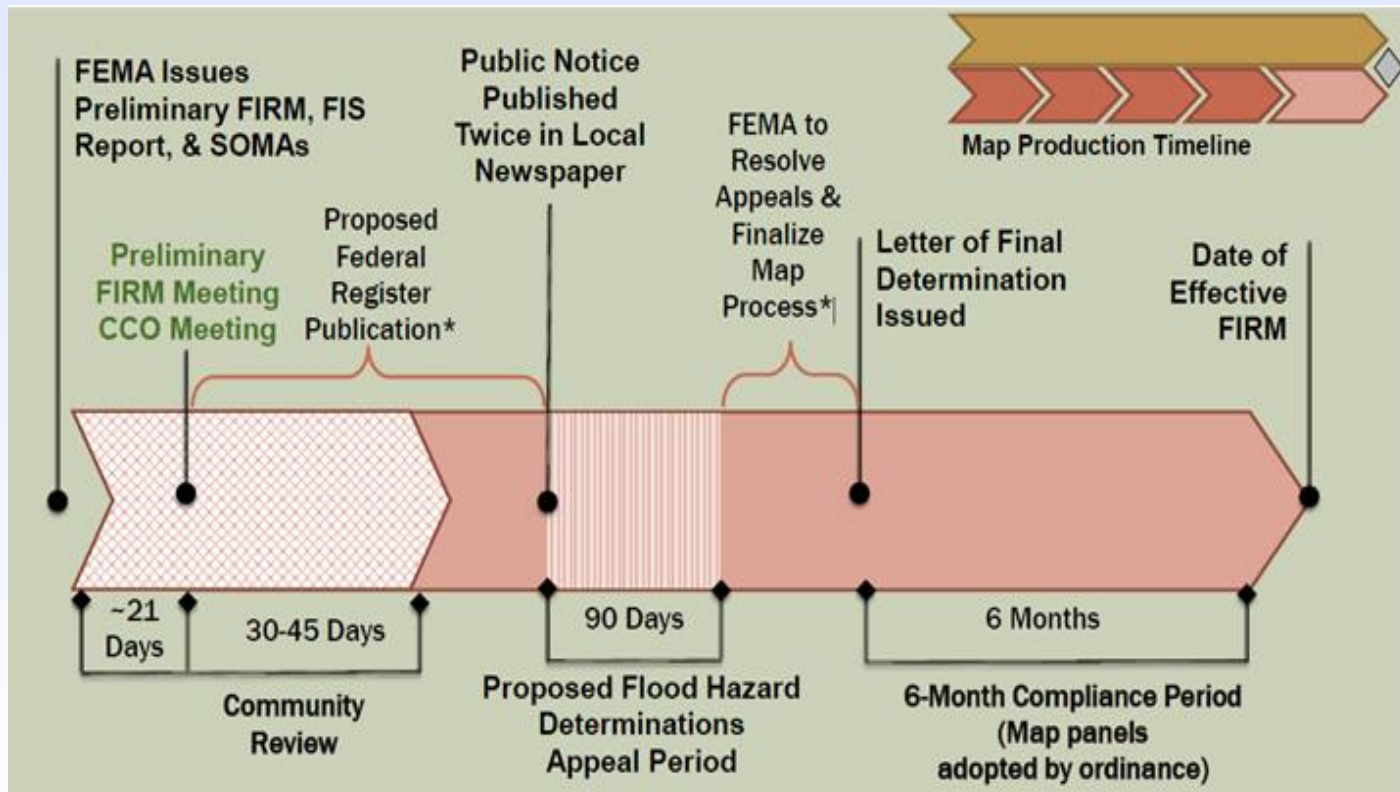 FEMA Issues
Preliminary FIRM, FIS
Report, & SOMAs
Preliminary
FIRM Meeting
CCO Meeting
Proposed
Federal
Register
Publication*
Public Notice
Published
Twice in Local
Newspaper
FEMA to
Resolve
Appeals &
Finalize
Map
Process*
Map Production Timeline
Letter of Final
Determination
Issued
Date of
Effective
FIRM
~21
Days
30-45 Days
90 Days
6 Months
Community
Review
Proposed Flood Hazard
Determinations
Appeal Period
6-Month Compliance Period
(Map panels
adopted by ordinance)